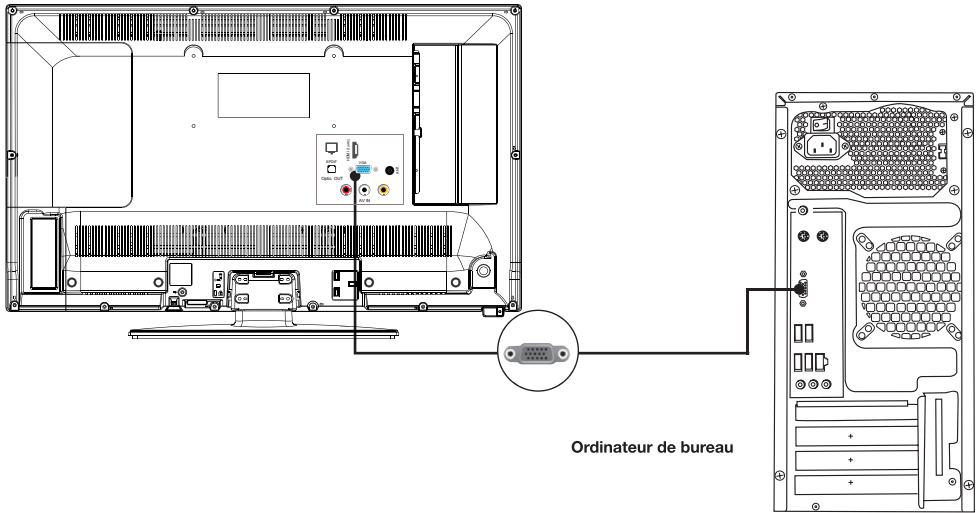 HDMI 1 (ARC)
SPDIF
VGA
Optic. OUT
AV IN
Ordinateur de bureau